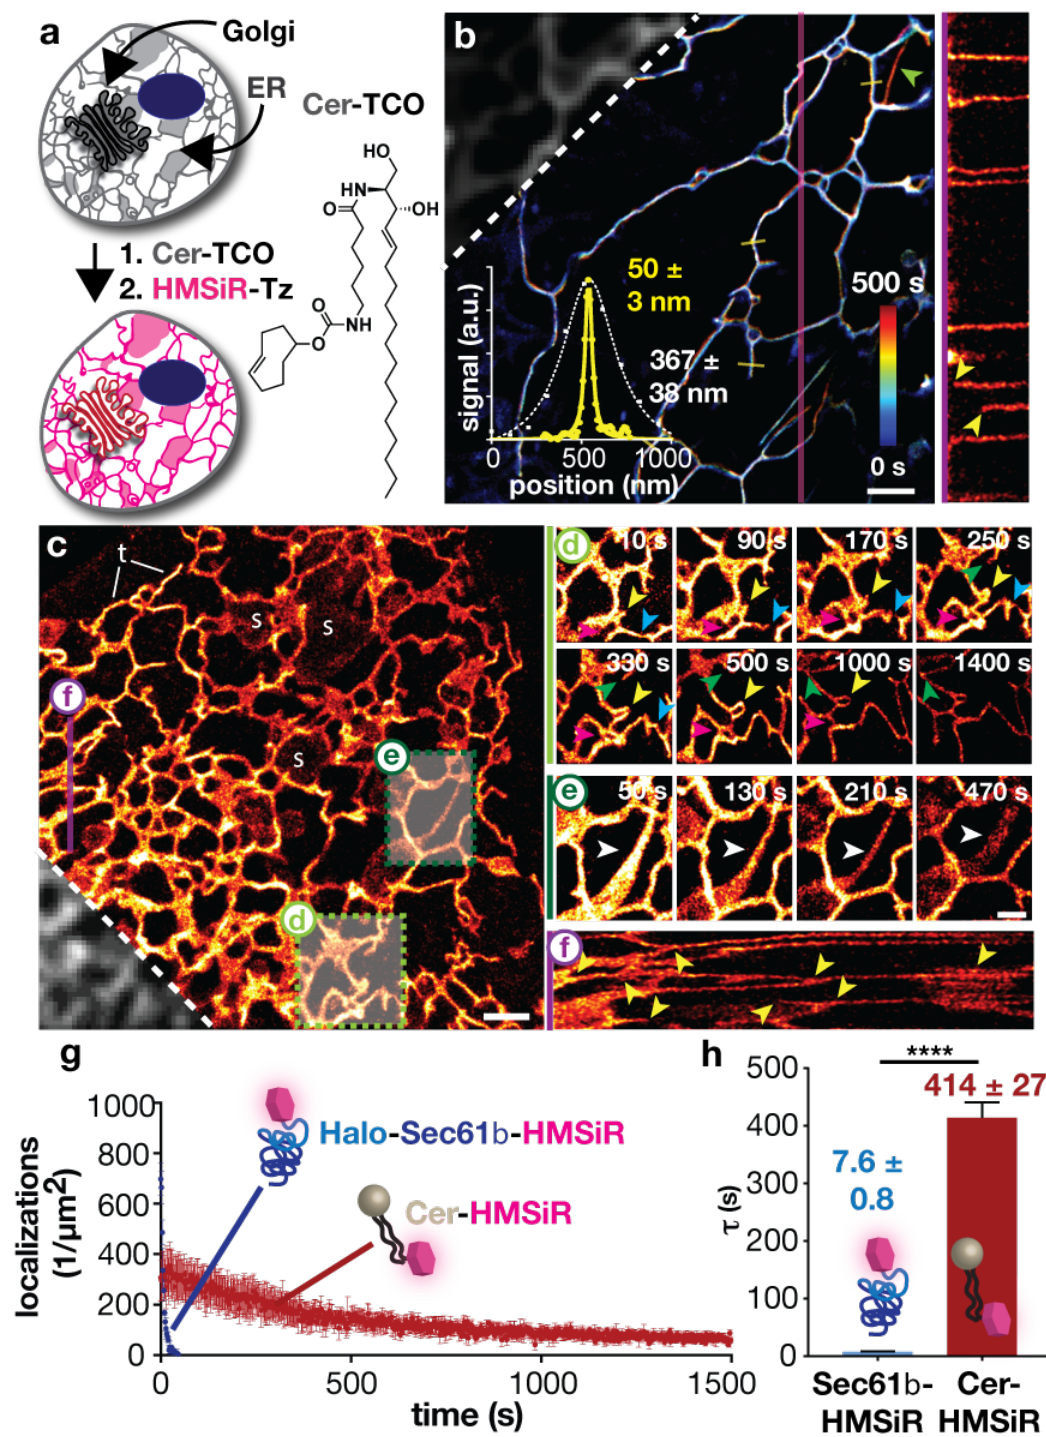 a
Golgi
ER
Cer-TCO
1. Cer-TCO
2. HMSiR-Tz
HO
HN
O
OH
O
NH
O
b
50 ±
3 nm
367 ±
38 nm
signal (a.u.)
0
500
1000
position (nm)
500 s
0 s
c
t
s
s
s
f
e
d
d
10 s
90 s
170 s
250 s
330 s
500 s
1000 s
1400 s
e
50 s
130 s
210 s
470 s
f
g
1000
800
600
400
200
0
localizations
(1/µm²)
Halo-Sec61b-HMSiR
Cer-HMSiR
0
500
1000
1500
time (s)
h
****
500
400
300
200
100
0
τ (s)
7.6 ±
0.8
414 ± 27
Sec61b-
HMSiR
Cer-
HMSiR